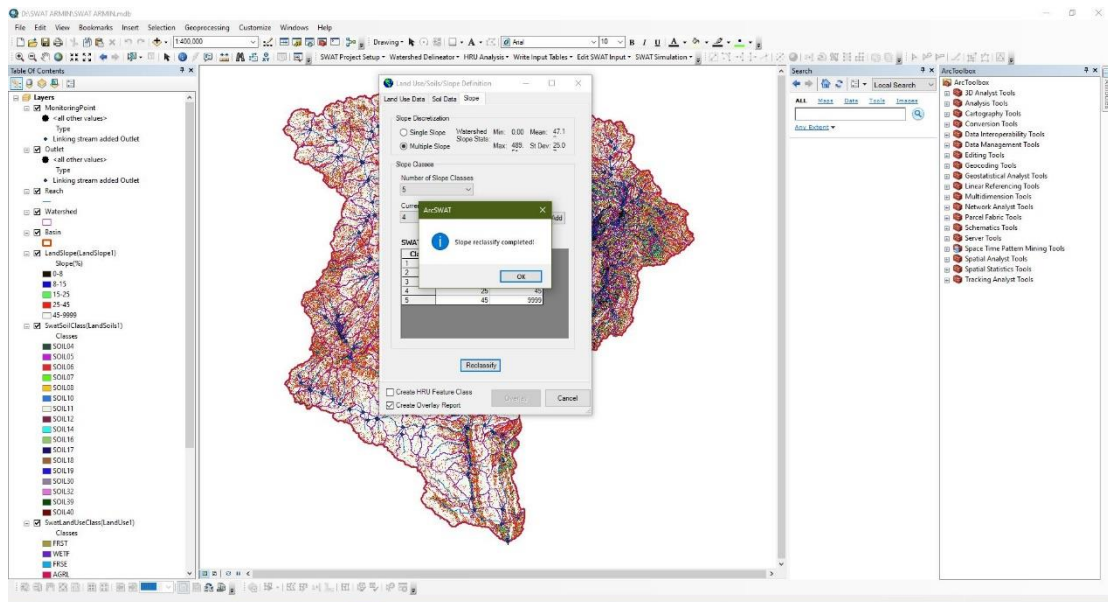 D:\SWAT ARMIN\SWAT ARMIN.mdb
File Edit View Bookmarks Insert Selection Geoprocessing Customize Windows Help
1:400,000
Drawing
Arial
10
B I U A
SWAT Project Setup Watershed Delineator HRU Analysis Write Input Tables Edit SWAT Input SWAT Simulation
Table Of Contents
Layers
MonitoringPoint
<all other values>
Type
Linking stream added Outlet
Outlet
<all other values>
Type
Linking stream added Outlet
Reach
Watershed
Basin
LandSlope(LandSlope1)
Slope(%)
0-8
8-15
15-25
25-45
45-9999
SwatSoilClass(LandSoils1)
Classes
SOIL04
SOIL05
SOIL06
SOIL07
SOIL08
SOIL10
SOIL11
SOIL12
SOIL14
SOIL16
SOIL17
SOIL18
SOIL19
SOIL30
SOIL32
SOIL39
SOIL40
SwatLandUseClass(LandUse1)
Classes
FRST
WETF
FRSE
AGRL
Land Use/Soils/Slope Definition
Land Use Data Soil Data Slope
Slope Discretization
Single Slope
Multiple Slope
Watershed Slope Stats
Min: 0.00 Mean: 47.1
Max: 485. St Dev: 25.0
Slope Classes
Number of Slope Classes
5
4
Add
ArcSWAT
Slope reclassify completed!
OK
SWAT
1
2
3
4 25 45
5 45 9999
Reclassify
Create HRU Feature Class
Create Overlay Report
Overlay
Cancel
Search
Local Search
ALL Maps Data Tools Images
Any Extent
ArcToolbox
ArcToolbox
3D Analyst Tools
Analysis Tools
Cartography Tools
Conversion Tools
Data Interoperability Tools
Data Management Tools
Editing Tools
Geocoding Tools
Geostatistical Analyst Tools
Linear Referencing Tools
Multidimension Tools
Network Analyst Tools
Parcel Fabric Tools
Schematics Tools
Server Tools
Space Time Pattern Mining Tools
Spatial Analyst Tools
Spatial Statistics Tools
Tracking Analyst Tools